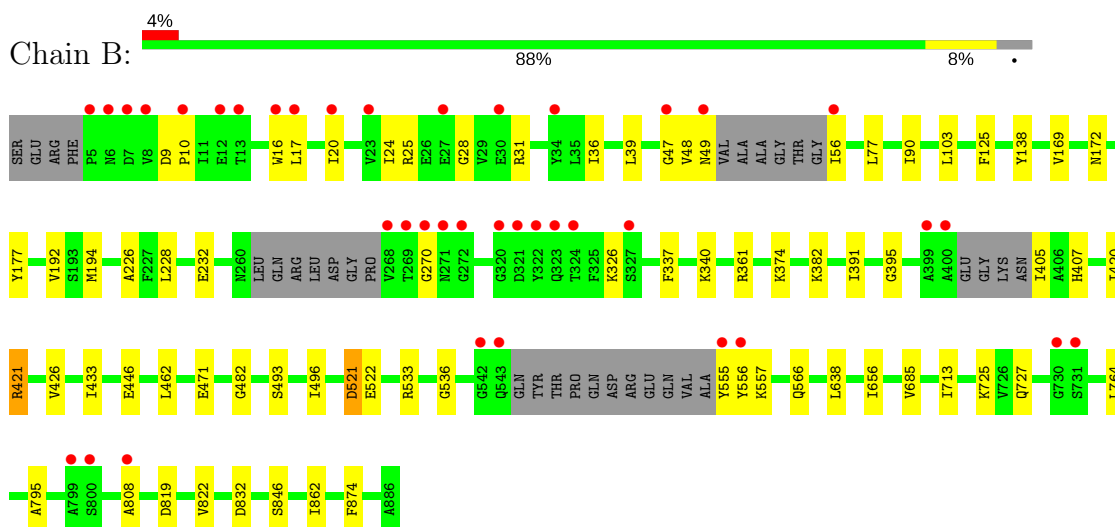 4%
Chain B:
88% 8% •
SER GLU ARG PHE P5 N6 D7 V8 D9 P10 I11 E12 T13 W16 L17 I20 V23 I24 R25 E26 E27 G28 V29 E30 R31 Y34 L35 I36 L39 G47 V48 N49 VAL ALA ALA GLY THR GLY I56 L77 I90 L103 F125 Y138 V169 N172
Y177 V192 S193 M194 A226 F227 L228 E232 N260 LEU GLN ARG LEU ASP GLY PRO V268 T269 G270 N271 G272 G320 D321 Y322 Q323 T324 F325 K326 S327 F337 K340 R361 K374 K382 I391 G395 A399 A400 GLU GLY LYS ASN I405 A406 H407
R421 V426 I433 E446 L462 E471 G482 S493 I496 D521 E522 R533 G536 G542 Q543 GLN TYR THR PRO GLN ASP ARG GLU GLN VAL ALA Y555 Y556 K557 Q566 L638 I656 V685 I713 K725 V726 Q727 G730 S731
A795 A799 S800 A808 D819 V822 D832 S846 I862 F874 A886